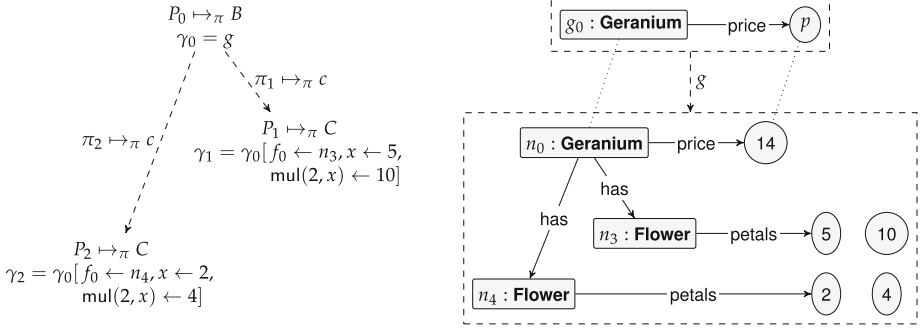 P₀ ↦π B
γ₀ = g
π₁ ↦π c
π₂ ↦π c
P₁ ↦π C
γ₁ = γ₀[ f₀ ← n₃, x ← 5,
mul(2, x) ← 10]
P₂ ↦π C
γ₂ = γ₀[ f₀ ← n₄, x ← 2,
mul(2, x) ← 4]
g₀ : Geranium price p
g
n₀ : Geranium price 14
has
has
n₃ : Flower petals 5 10
n₄ : Flower petals 2 4